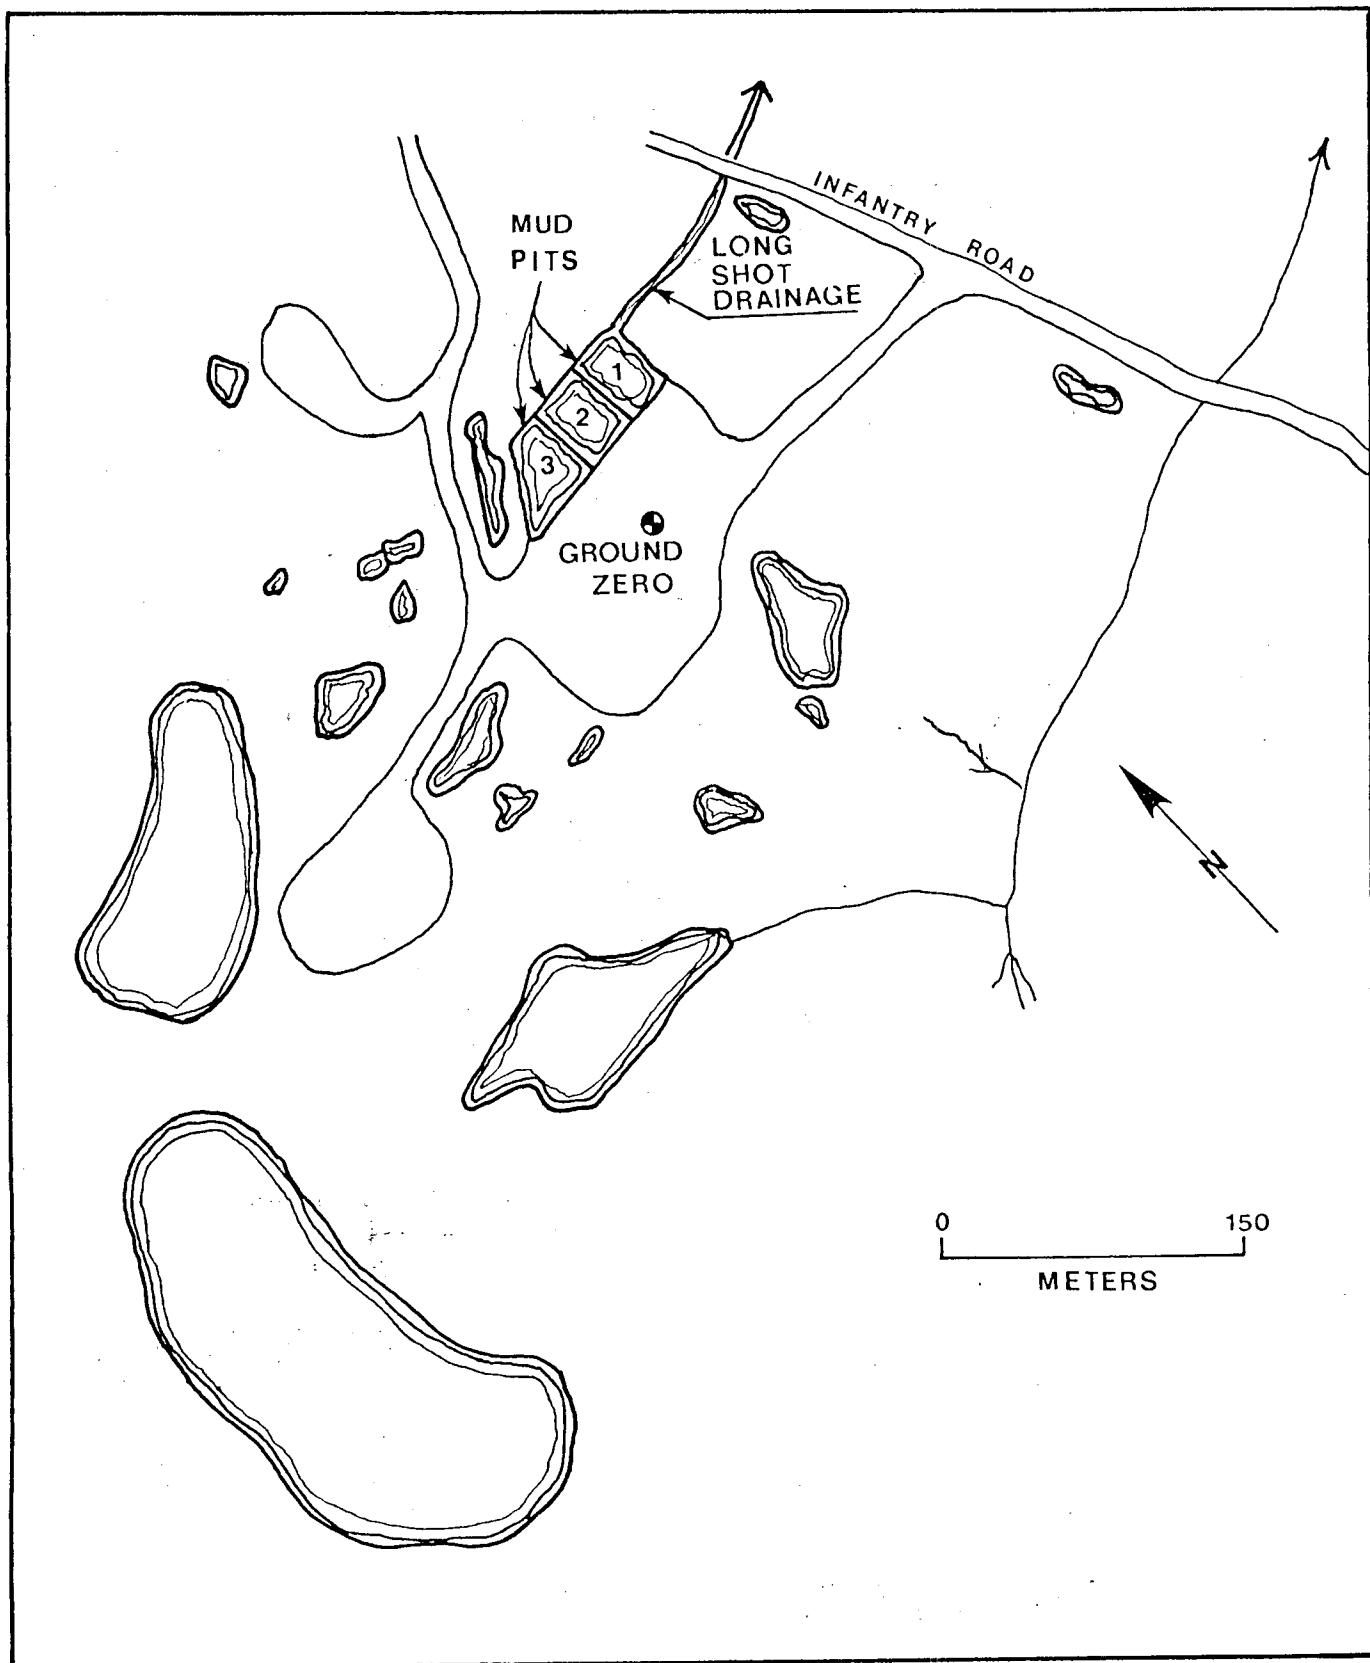 INFANTRY ROAD
MUD
PITS
LONG
SHOT
DRAINAGE
1
2
3
GROUND
ZERO
N
0 150
METERS